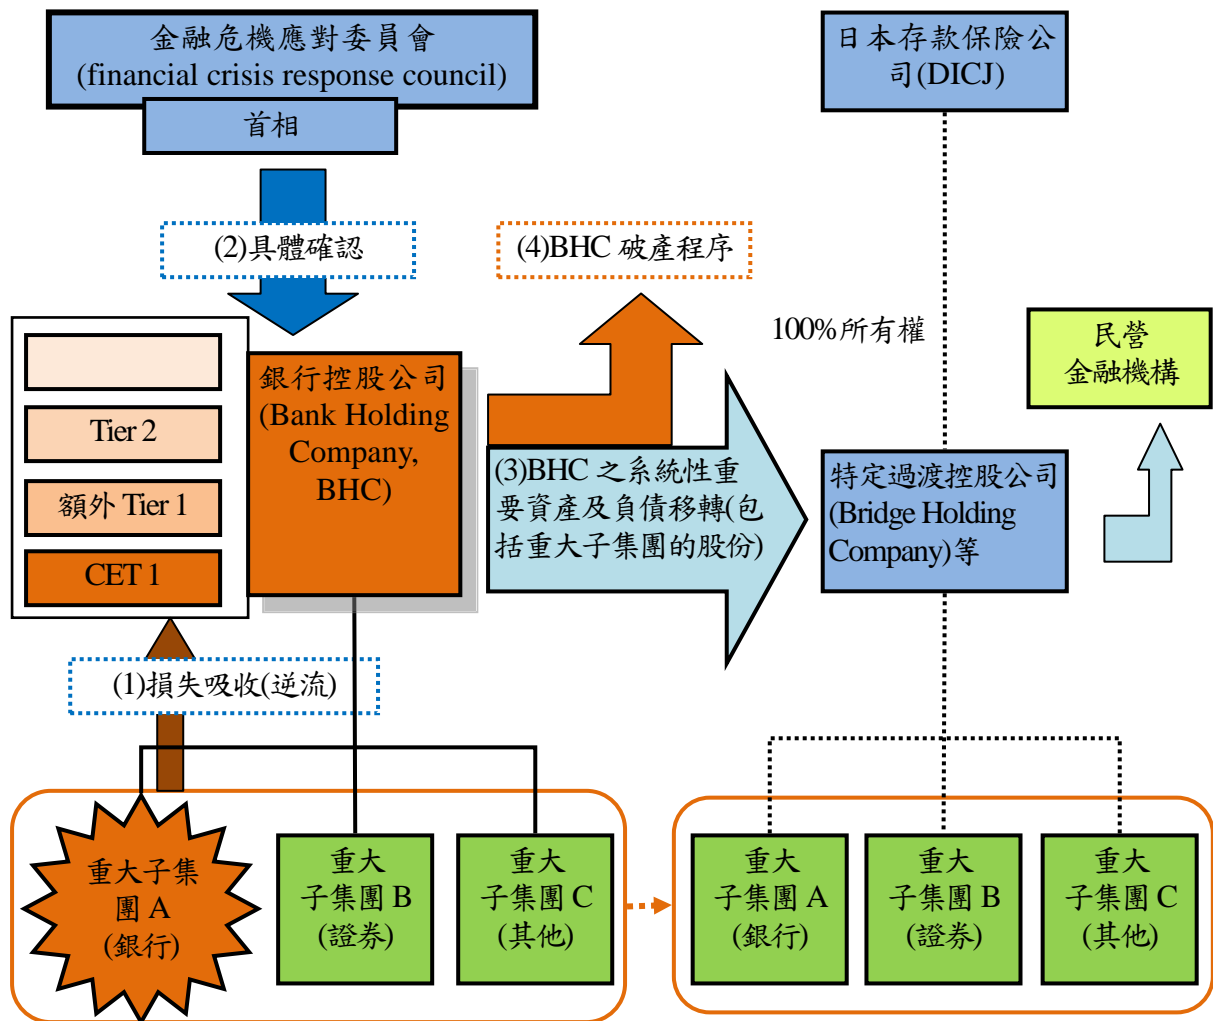 金融危機應對委員會
(financial crisis response council)
首相
日本存款保險公
司(DICJ)
(2)具體確認
(4)BHC 破產程序
100%所有權
民營
金融機構
Tier 2
額外 Tier 1
CET 1
銀行控股公司
(Bank Holding
Company,
BHC)
(3)BHC 之系統性重
要資產及負債移轉(包
括重大子集團的股份)
特定過渡控股公司
(Bridge Holding
Company)等
(1)損失吸收(逆流)
重大子集
團 A
(銀行)
重大
子集團 B
(證券)
重大
子集團 C
(其他)
重大
子集團 A
(銀行)
重大
子集團 B
(證券)
重大
子集團 C
(其他)